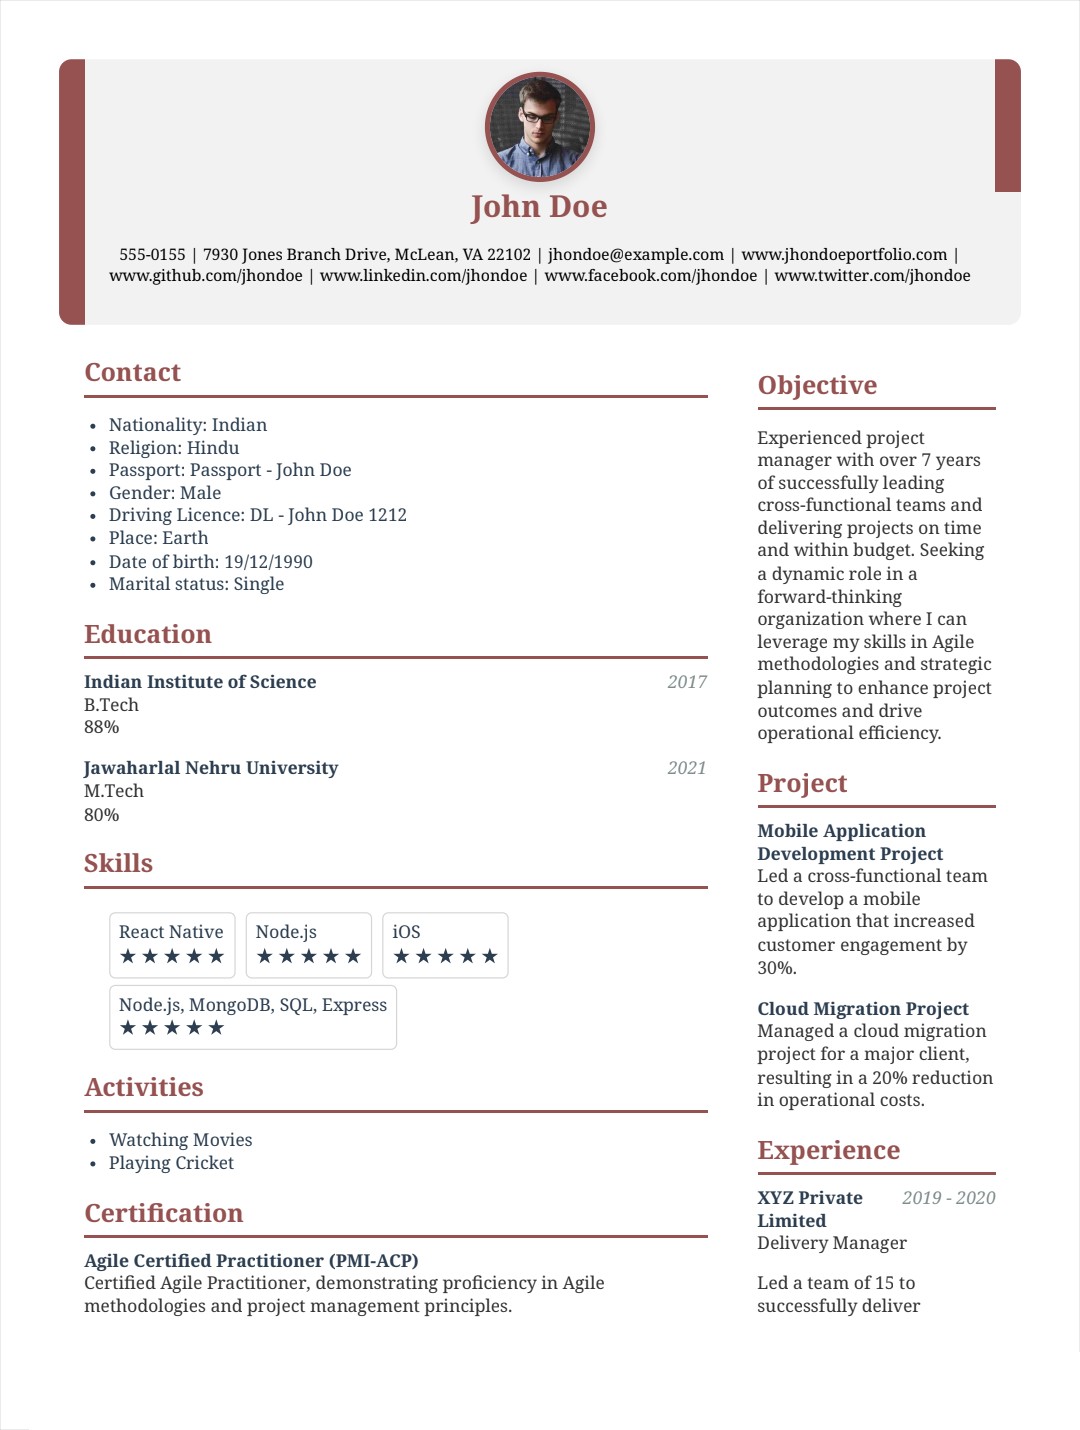 John Doe
555-0155 | 7930 Jones Branch Drive, McLean, VA 22102 | jhondoe@example.com | www.jhondoeportfolio.com |
www.github.com/jhondoe | www.linkedin.com/jhondoe | www.facebook.com/jhondoe | www.twitter.com/jhondoe
Contact
• Nationality: Indian
• Religion: Hindu
• Passport: Passport - John Doe
• Gender: Male
• Driving Licence: DL - John Doe 1212
• Place: Earth
• Date of birth: 19/12/1990
• Marital status: Single
Education
Indian Institute of Science 2017
B.Tech
88%
Jawaharlal Nehru University 2021
M.Tech
80%
Skills
React Native
★★★★★
Node.js
★★★★★
iOS
★★★★★
Node.js, MongoDB, SQL, Express
★★★★★
Activities
• Watching Movies
• Playing Cricket
Certification
Agile Certified Practitioner (PMI-ACP)
Certified Agile Practitioner, demonstrating proficiency in Agile
methodologies and project management principles.
Objective
Experienced project
manager with over 7 years
of successfully leading
cross-functional teams and
delivering projects on time
and within budget. Seeking
a dynamic role in a
forward-thinking
organization where I can
leverage my skills in Agile
methodologies and strategic
planning to enhance project
outcomes and drive
operational efficiency.
Project
Mobile Application
Development Project
Led a cross-functional team
to develop a mobile
application that increased
customer engagement by
30%.
Cloud Migration Project
Managed a cloud migration
project for a major client,
resulting in a 20% reduction
in operational costs.
Experience
XYZ Private 2019 - 2020
Limited
Delivery Manager
Led a team of 15 to
successfully deliver